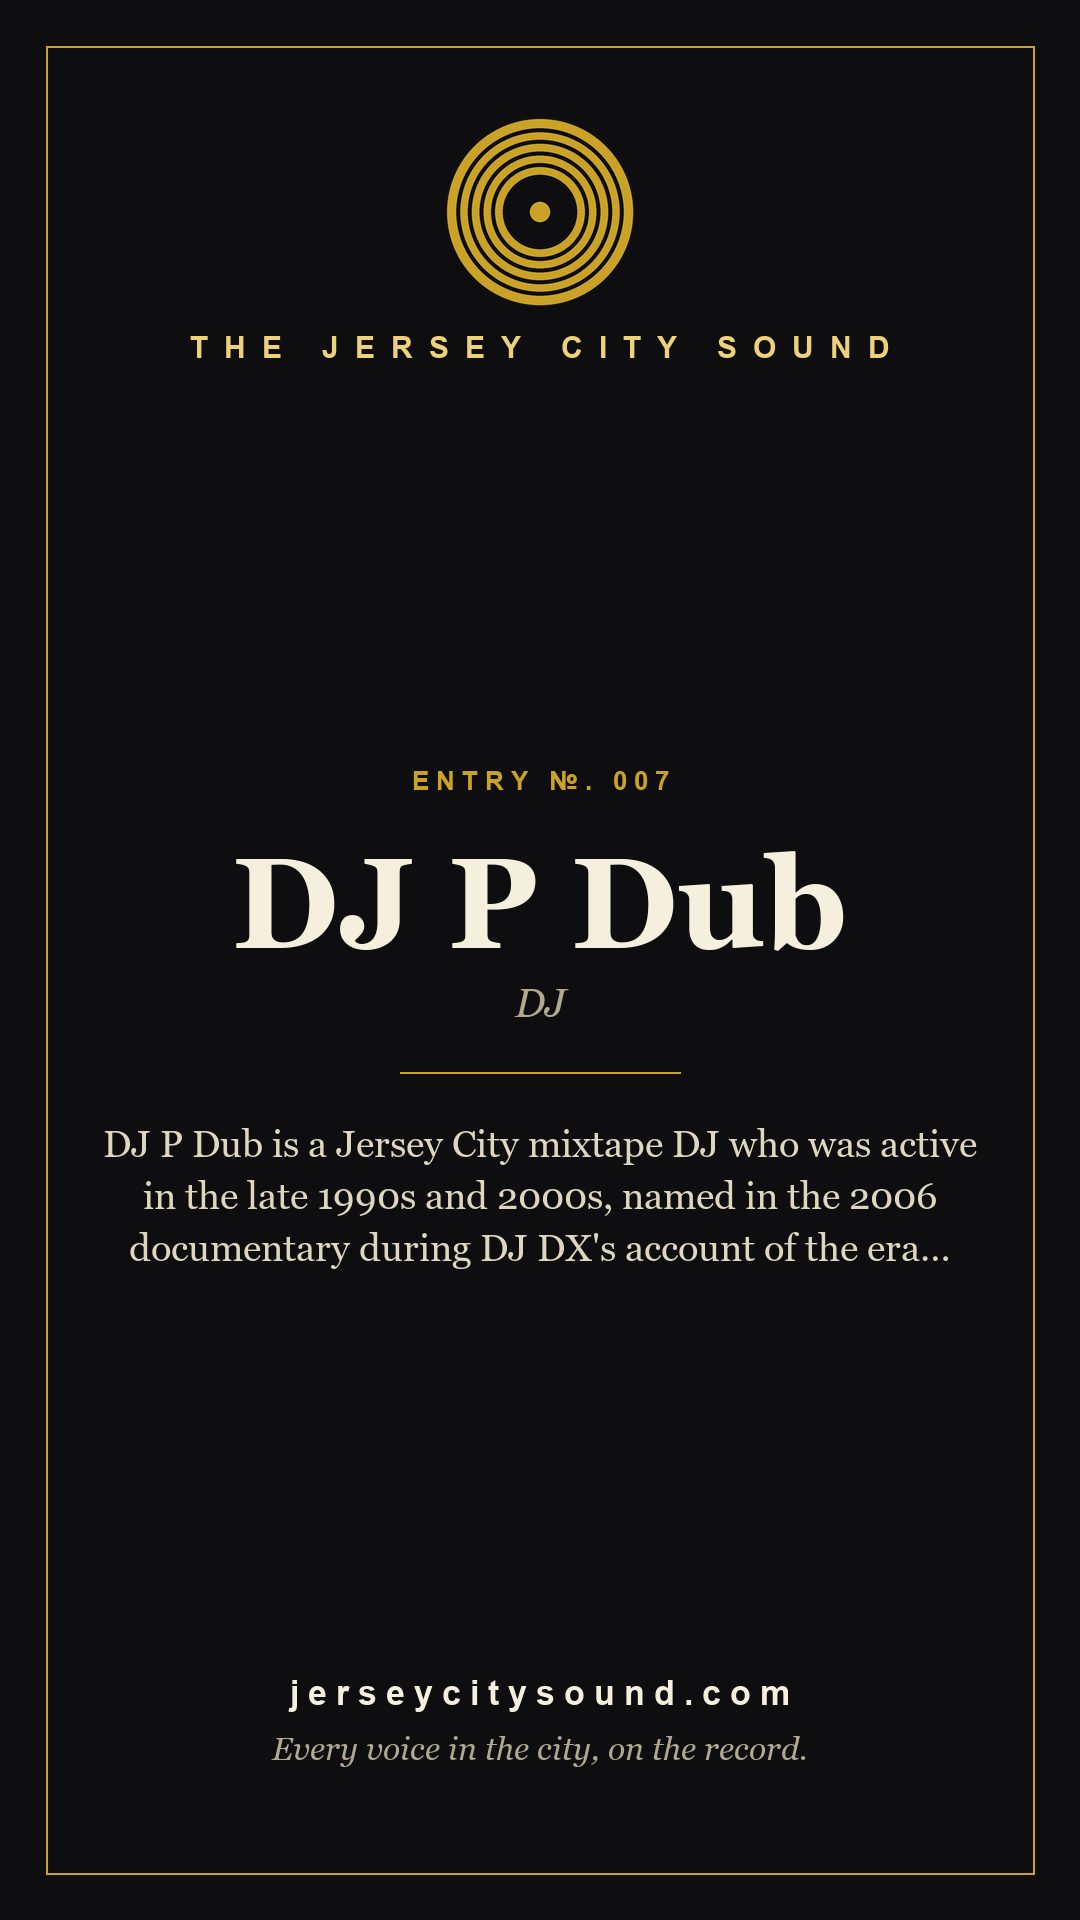 THE JERSEY CITY SOUND
ENTRY №. 007
DJ P Dub
DJ
DJ P Dub is a Jersey City mixtape DJ who was active
in the late 1990s and 2000s, named in the 2006
documentary during DJ DX's account of the era...
jerseycitysound.com
Every voice in the city, on the record.